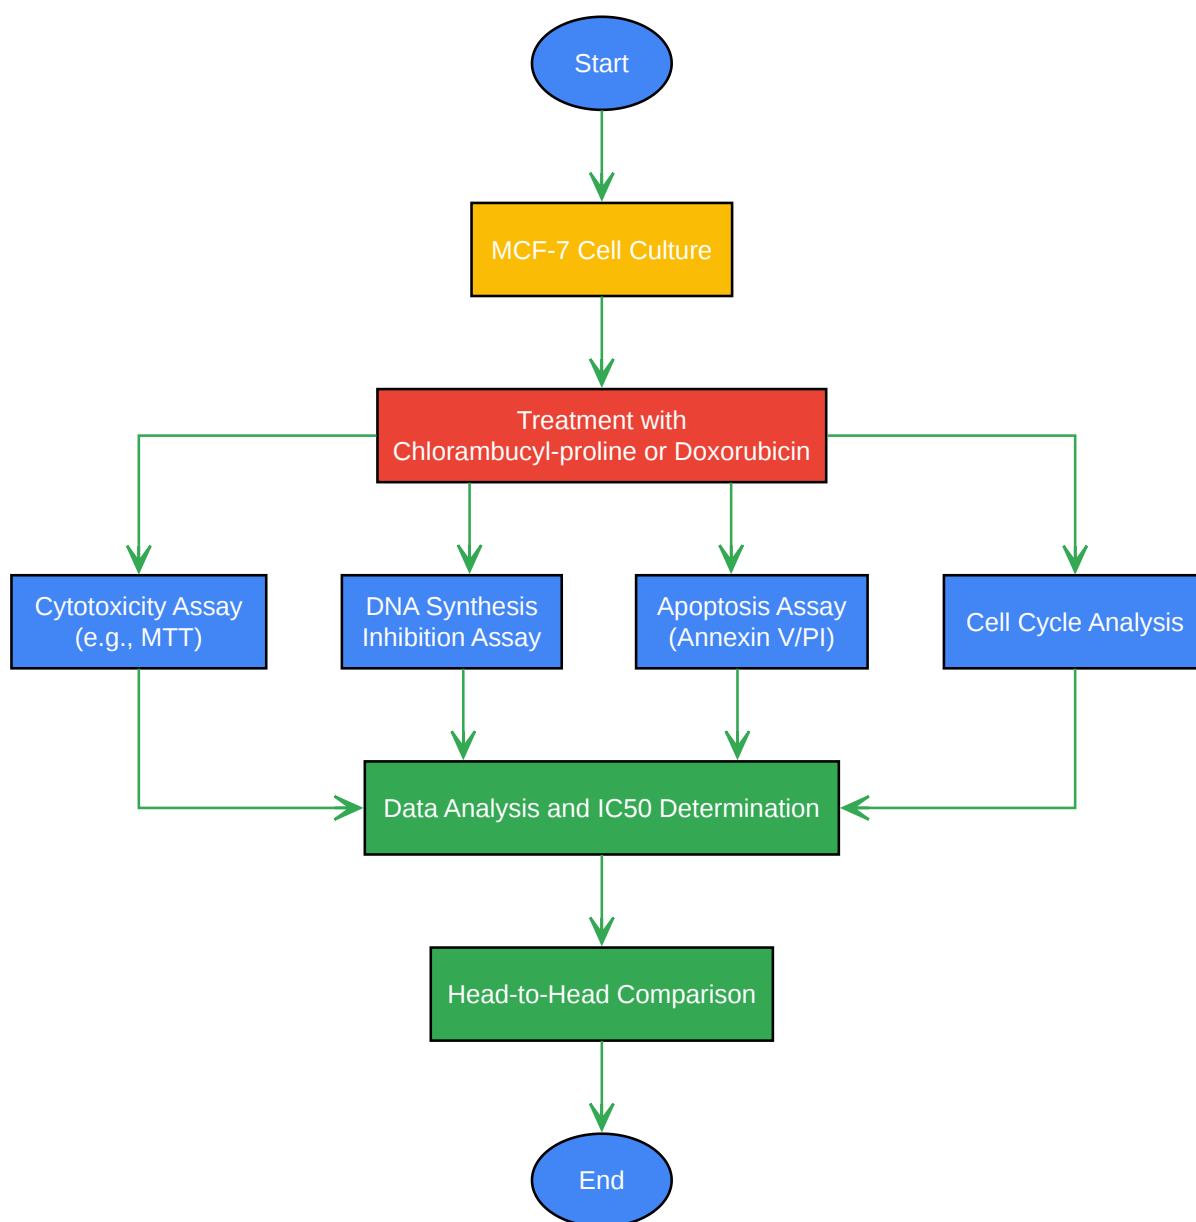 Start
MCF-7 Cell Culture
Treatment with
Chlorambucyl-proline or Doxorubicin
Cytotoxicity Assay
(e.g., MTT)
DNA Synthesis
Inhibition Assay
Apoptosis Assay
(Annexin V/PI)
Cell Cycle Analysis
Data Analysis and IC50 Determination
Head-to-Head Comparison
End